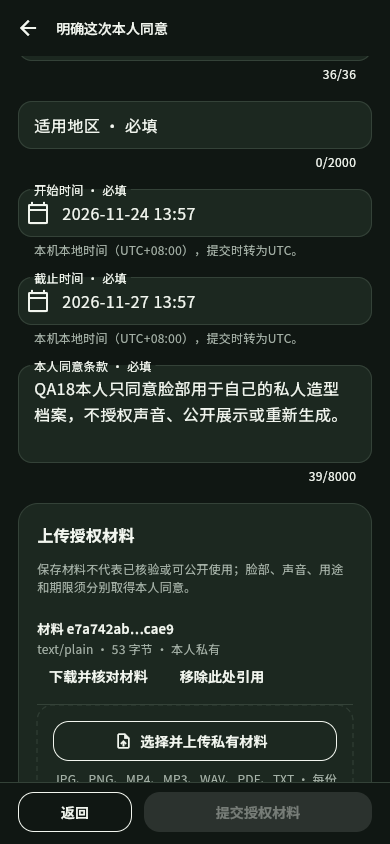 明确这次本人同意
36/36
适用地区 · 必填
0/2000
开始时间 · 必填
2026-11-24 13:57
本机本地时间（UTC+08:00），提交时转为UTC。
截止时间 · 必填
2026-11-27 13:57
本机本地时间（UTC+08:00），提交时转为UTC。
本人同意条款 · 必填
QA18本人只同意脸部用于自己的私人造型
档案，不授权声音、公开展示或重新生成。
39/8000
上传授权材料
保存材料不代表已核验或可公开使用；脸部、声音、用途
和期限须分别取得本人同意。
材料 e7a742ab…cae9
text/plain · 53 字节 · 本人私有
下载并核对材料 移除此处引用
选择并上传私有材料
JPG、PNG、MP4、MP3、WAV、PDF、TXT · 每份
返回 提交授权材料